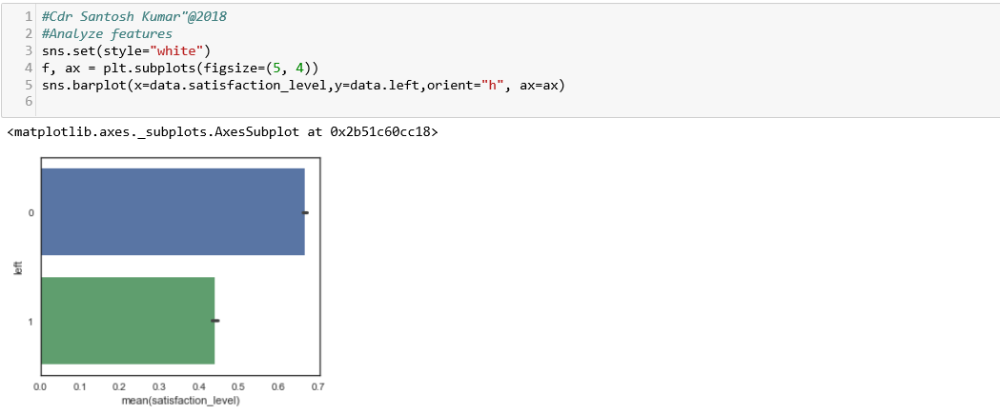 1 #Cdr Santosh Kumar"@2018
2 #Analyze features
3 sns.set(style="white")
4 f, ax = plt.subplots(figsize=(5, 4))
5 sns.barplot(x=data.satisfaction_level,y=data.left,orient="h", ax=ax)
6
<matplotlib.axes._subplots.AxesSubplot at 0x2b51c60cc18>
0
left
1
0.0 0.1 0.2 0.3 0.4 0.5 0.6 0.7
mean(satisfaction_level)